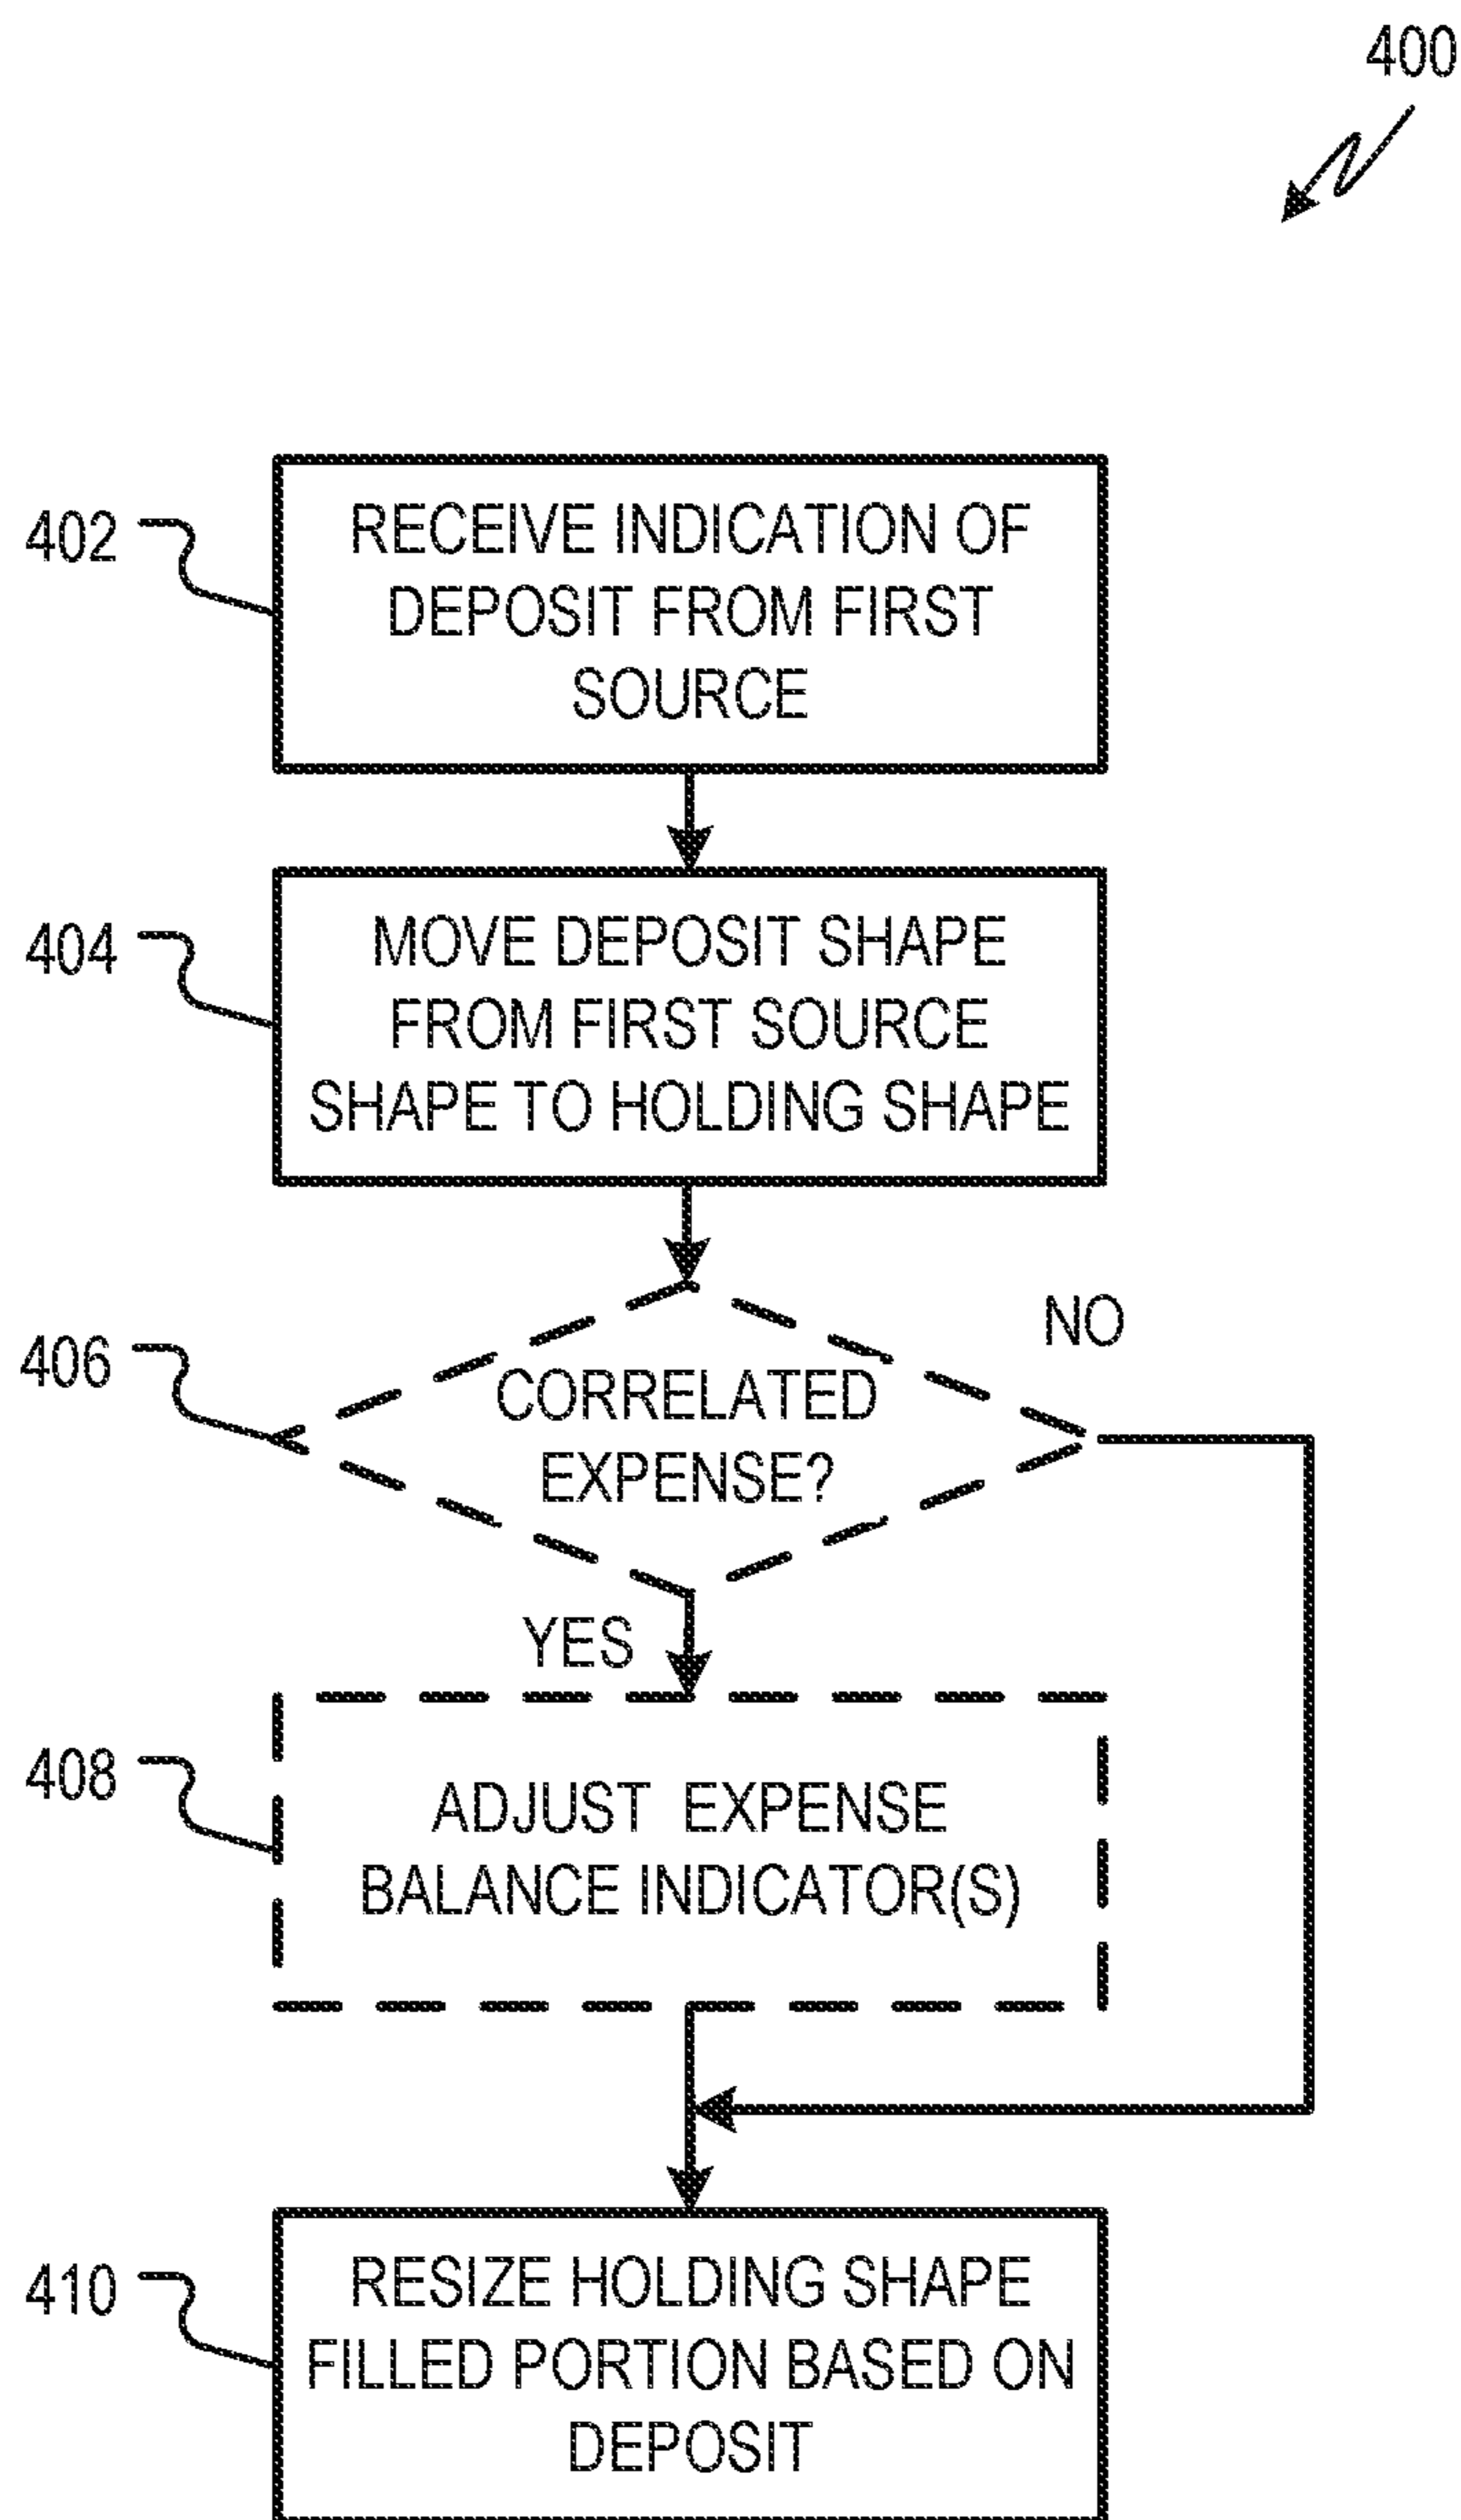 400
402
RECEIVE INDICATION OF
DEPOSIT FROM FIRST
SOURCE
404
MOVE DEPOSIT SHAPE
FROM FIRST SOURCE
SHAPE TO HOLDING SHAPE
406
CORRELATED
EXPENSE?
NO
YES
408
ADJUST EXPENSE
BALANCE INDICATOR(S)
410
RESIZE HOLDING SHAPE
FILLED PORTION BASED ON
DEPOSIT